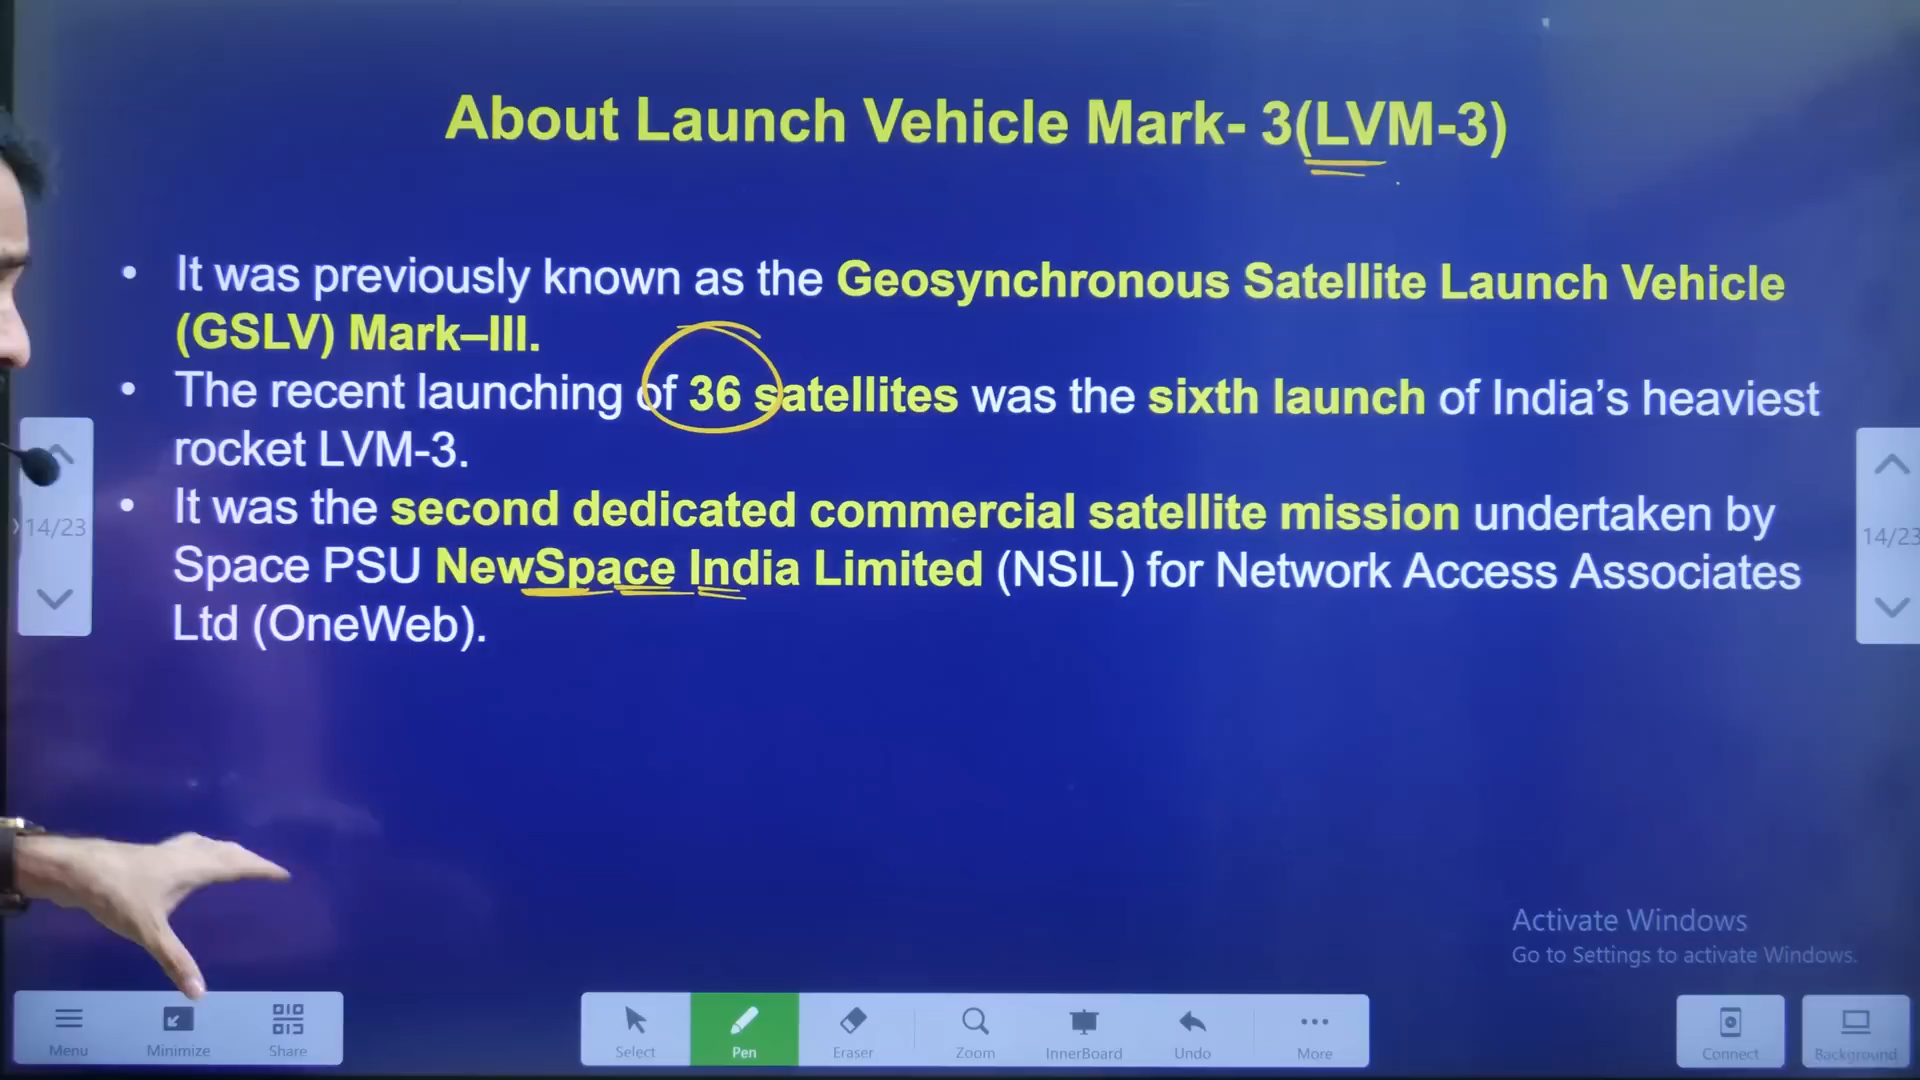 About Launch Vehicle Mark- 3(LVM-3)
• It was previously known as the Geosynchronous Satellite Launch Vehicle
(GSLV) Mark–III.
• The recent launching of 36 satellites was the sixth launch of India’s heaviest
rocket LVM-3.
• It was the second dedicated commercial satellite mission undertaken by
Space PSU NewSpace India Limited (NSIL) for Network Access Associates
Ltd (OneWeb).
14/23
14/23
Activate Windows
Go to Settings to activate Windows.
Menu Minimize Share Select Pen Eraser Zoom InnerBoard Undo More Connect Background